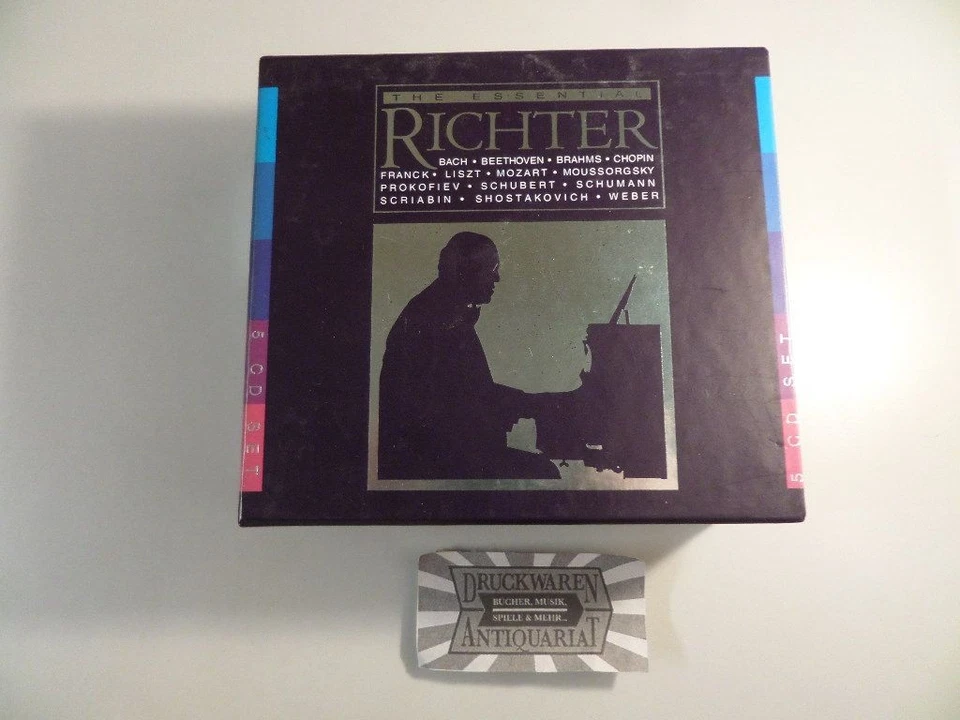 THE ESSENTIAL
RICHTER
BACH • BEETHOVEN • BRAHMS • CHOPIN
FRANCK • LISZT • MOZART • MOUSSORGSKY
PROKOFIEV • SCHUBERT • SCHUMANN
SCRIABIN • SHOSTAKOVICH • WEBER
5 CD SET
5 CD SET
DRUCKWAREN
BÜCHER, MUSIK,
SPIELE & MEHR...
ANTIQUARIAT